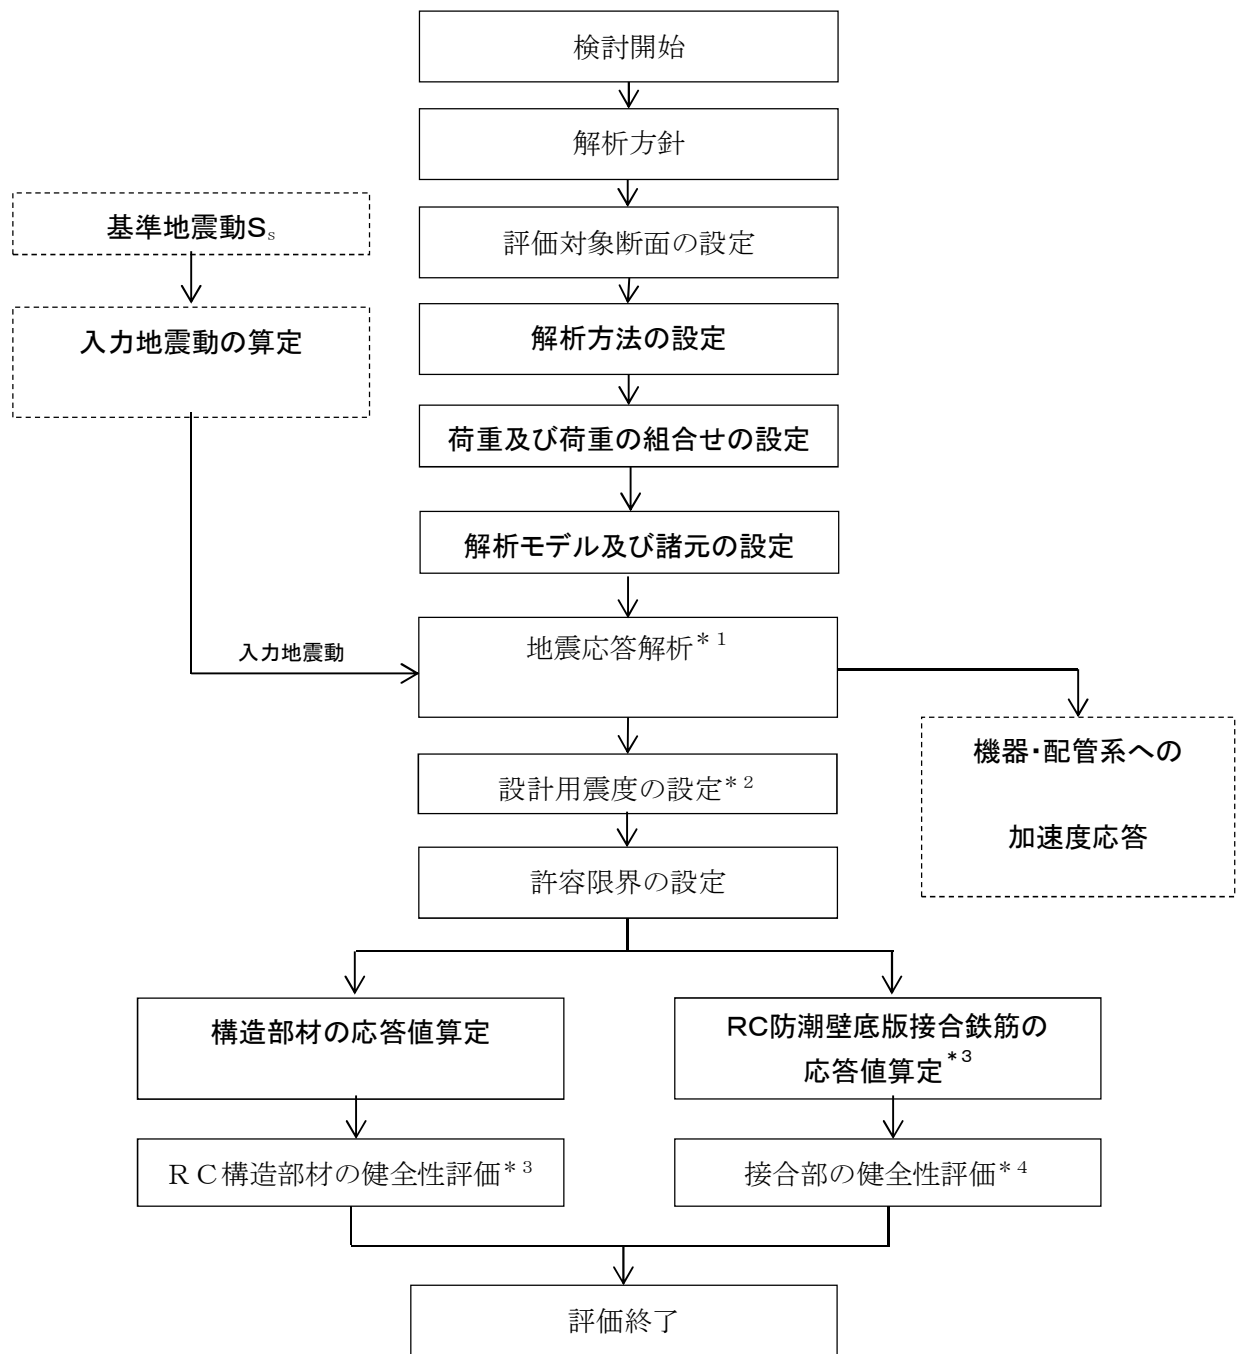 検討開始
解析方針
基準地震動Ss
評価対象断面の設定
入力地震動の算定
解析方法の設定
荷重及び荷重の組合せの設定
解析モデル及び諸元の設定
入力地震動
地震応答解析*1
機器・配管系への
加速度応答
設計用震度の設定*2
許容限界の設定
構造部材の応答値算定
RC防潮壁底版接合鉄筋の
応答値算定*3
RC構造部材の健全性評価*3
接合部の健全性評価*4
評価終了